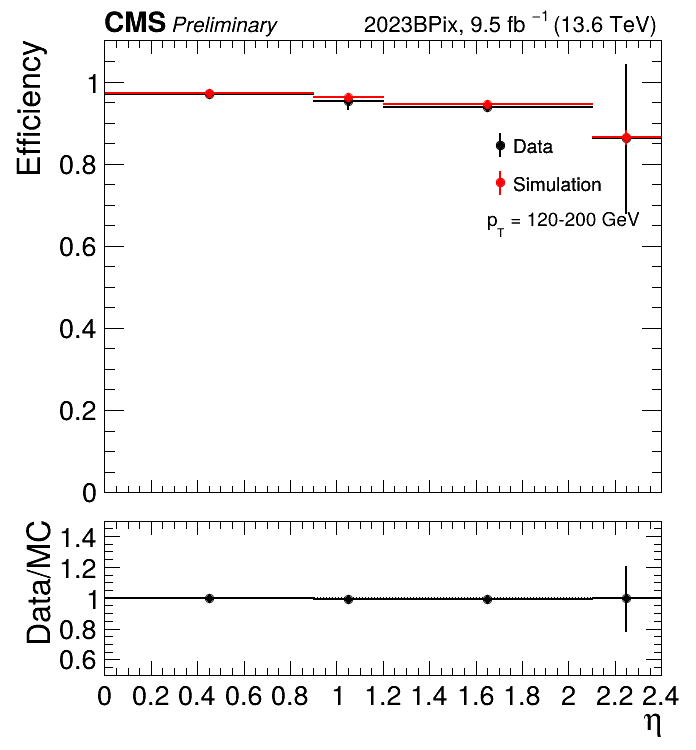 CMS Preliminary 2023BPix, 9.5 fb⁻¹ (13.6 TeV)
Efficiency
1
0.8
0.6
0.4
0.2
0
Data
Simulation
p_T = 120-200 GeV
Data/MC
1.4
1.2
1
0.8
0.6
0 0.2 0.4 0.6 0.8 1 1.2 1.4 1.6 1.8 2 2.2 2.4
η